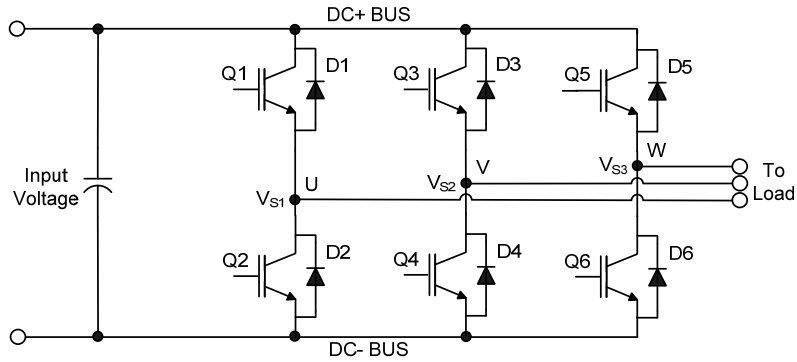 DC+ BUS
Q1
D1
Q3
D3
Q5
D5
Input
Voltage
VS1
U
VS2
V
VS3
W
To
Load
Q2
D2
Q4
D4
Q6
D6
DC- BUS